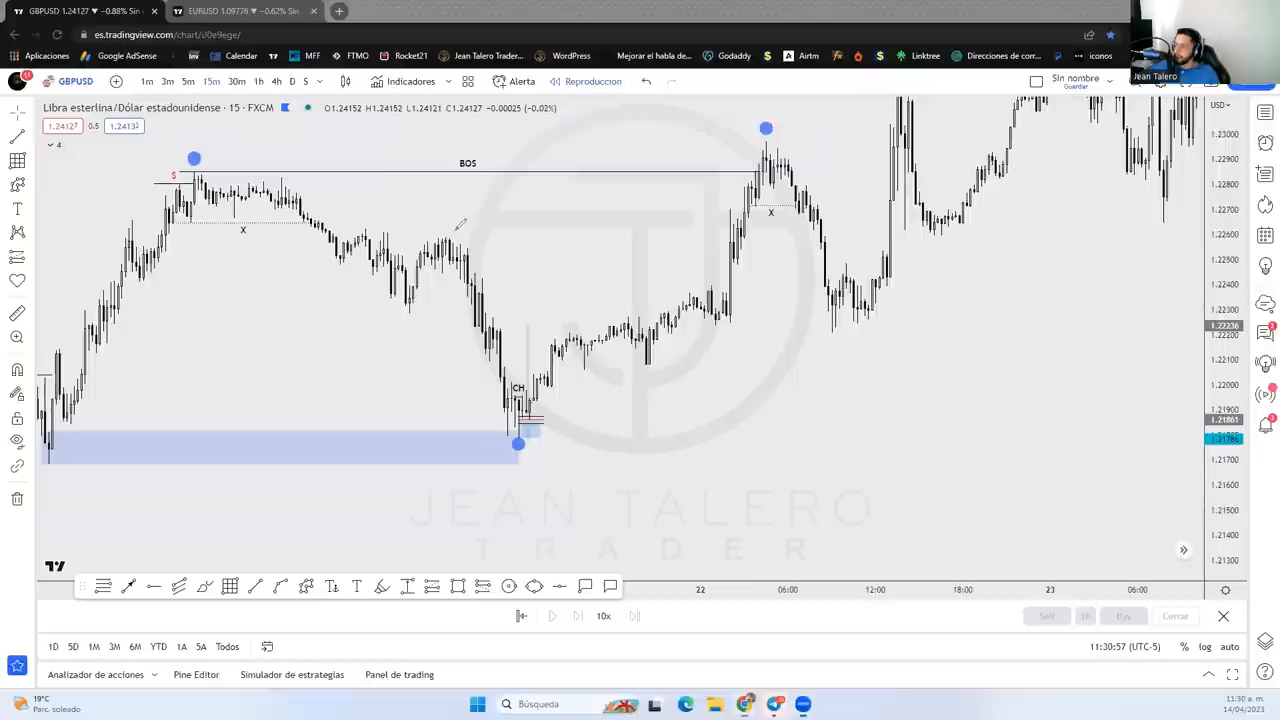 GBPUSD 1.24127 ▼ −0.88% Sin
EURUSD 1.09776 ▼ −0.62% Sin
es.tradingview.com/chart/iJ0e9ege/
Aplicaciones
Google AdSense
Calendar
MFF
FTMO
Rocket21
Jean Talero Trader...
WordPress
Mejorar el habla de...
Godaddy
Airtm
Linktree
Direcciones de corr...
iconos
Jean Talero
11
GBPUSD
1m 3m 5m 15m 30m 1h 4h D S
Indicadores
Alerta
Reproduccion
Sin nombre
Guardar
Libra esterlina/Dólar estadounidense · 15 · FXCM
O1.24152 H1.24152 L1.24121 C1.24127 −0.00025 (−0.02%)
1.24127 0.5 1.24132
4
USD
$
BOS
X
X
CH
1.23000
1.22900
1.22800
1.22700
1.22600
1.22500
1.22400
1.22300
1.22236
1.22100
1.22000
1.21900
1.21861
1.21786
1.21700
1.21600
1.21500
1.21400
1.21300
JEAN TALERO
TRADER
22 06:00 12:00 18:00 23 06:00
10x
Sell
Buy
Cerrar
1D 5D 1M 3M 6M YTD 1A 5A Todos
11:30:57 (UTC-5) % log auto
Analizador de acciones
Pine Editor
Simulador de estrategias
Panel de trading
19°C
Parc. soleado
Búsqueda
11:30 a. m.
14/04/2023